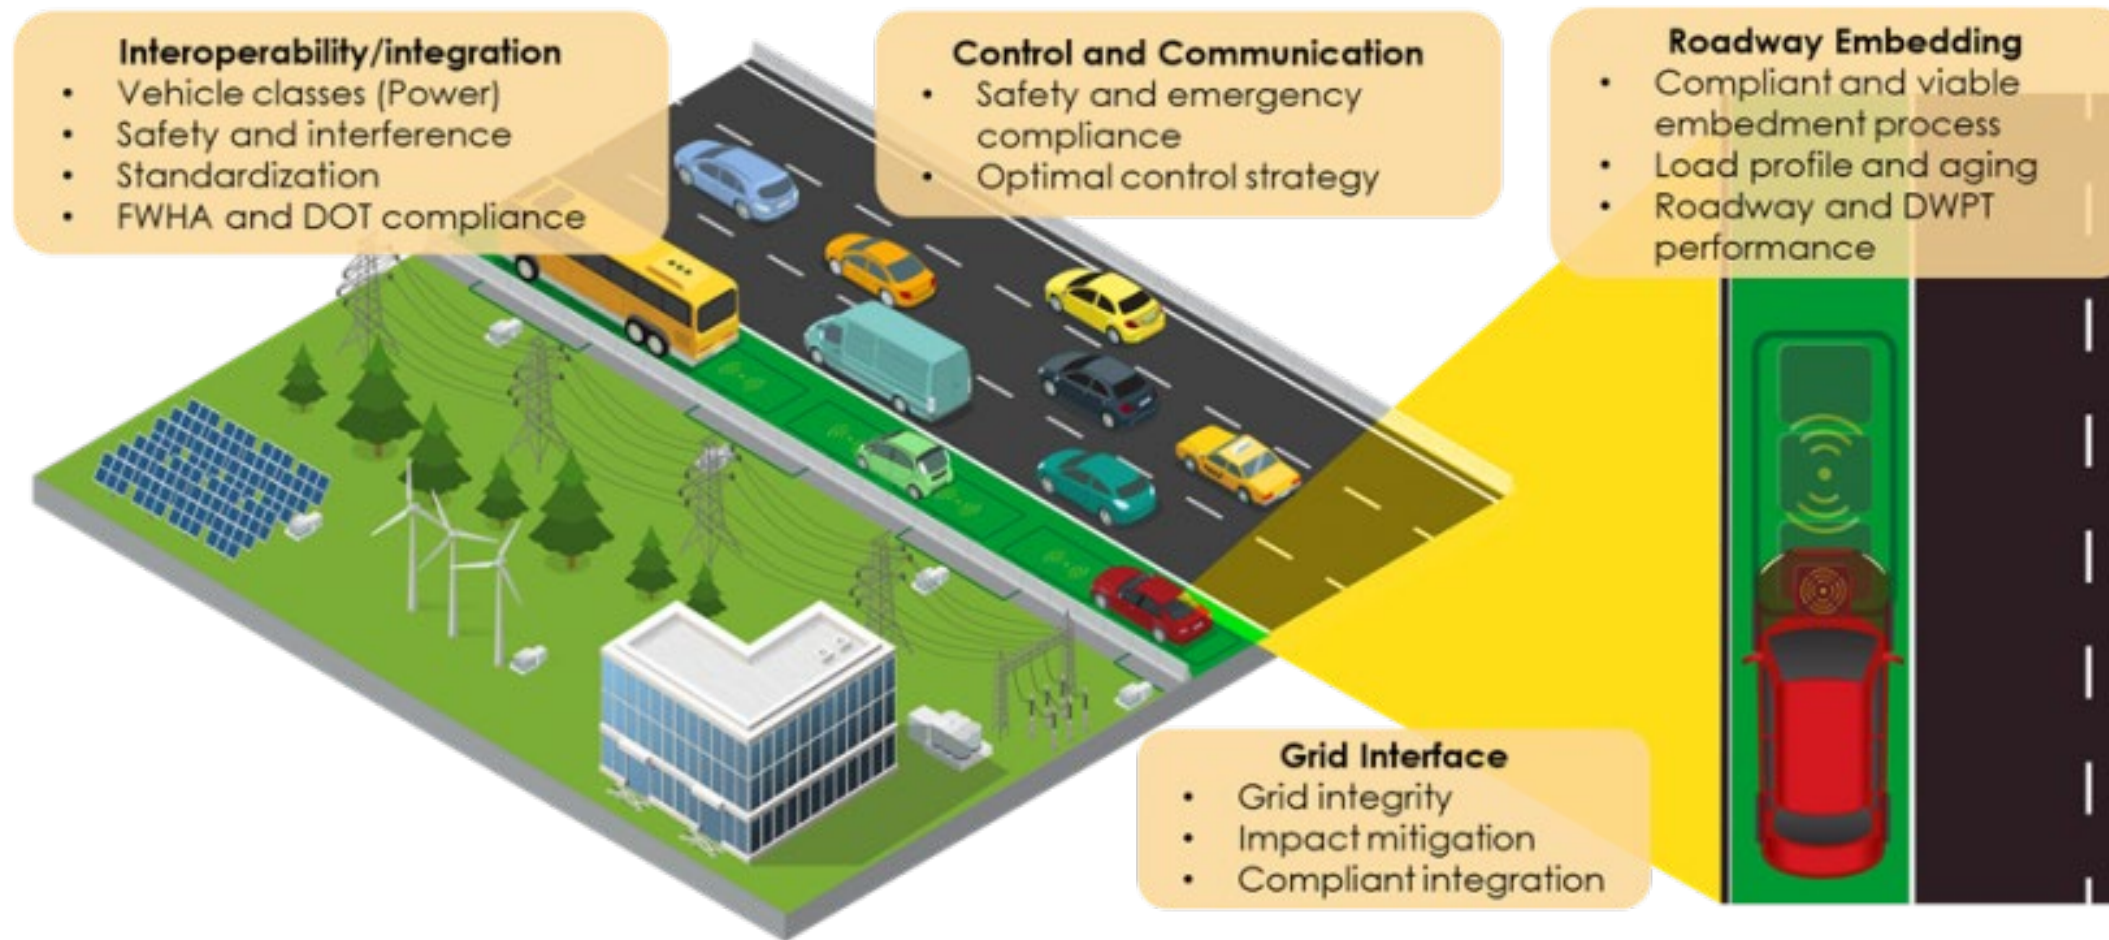 Interoperability/integration
• Vehicle classes (Power)
• Safety and interference
• Standardization
• FWHA and DOT compliance
Control and Communication
• Safety and emergency
compliance
• Optimal control strategy
Roadway Embedding
• Compliant and viable
embedment process
• Load profile and aging
• Roadway and DWPT
performance
Grid Interface
• Grid integrity
• Impact mitigation
• Compliant integration